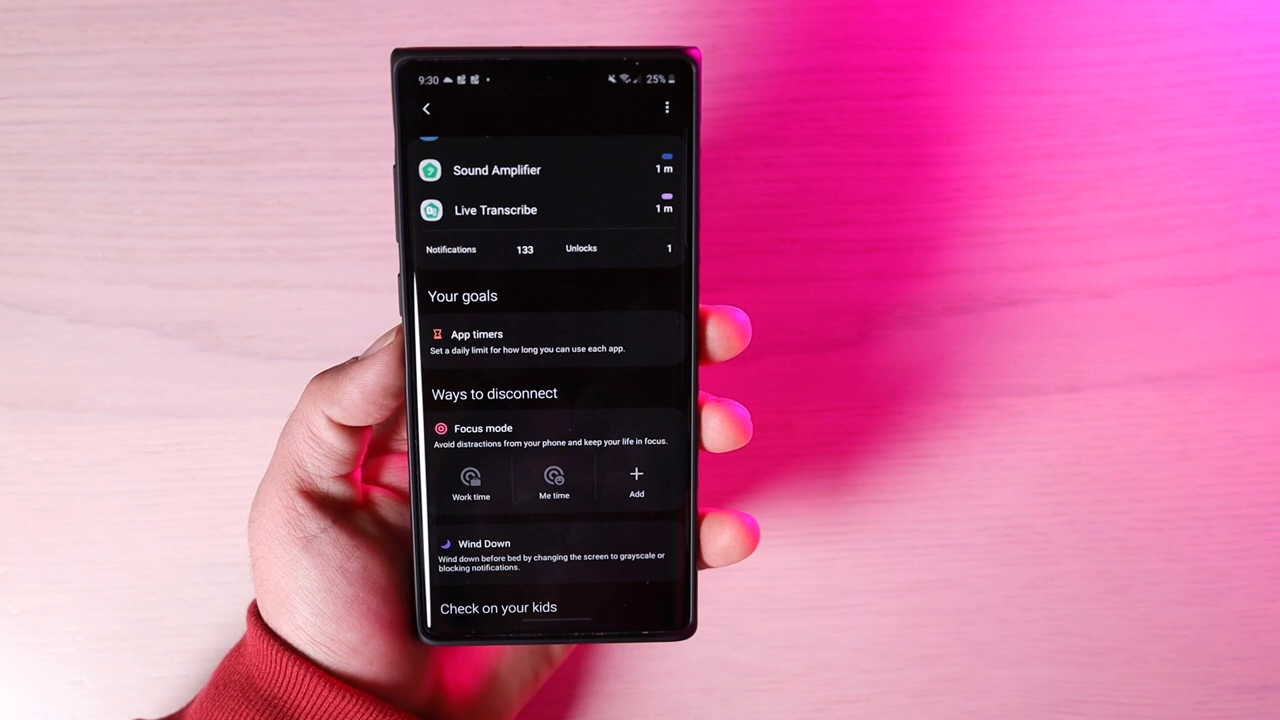 9:30 25%
Sound Amplifier 1 m
Live Transcribe 1 m
Notifications 133 Unlocks 1
Your goals
App timers
Set a daily limit for how long you can use each app.
Ways to disconnect
Focus mode
Avoid distractions from your phone and keep your life in focus.
Work time Me time Add
Wind Down
Wind down before bed by changing the screen to grayscale or
blocking notifications.
Check on your kids